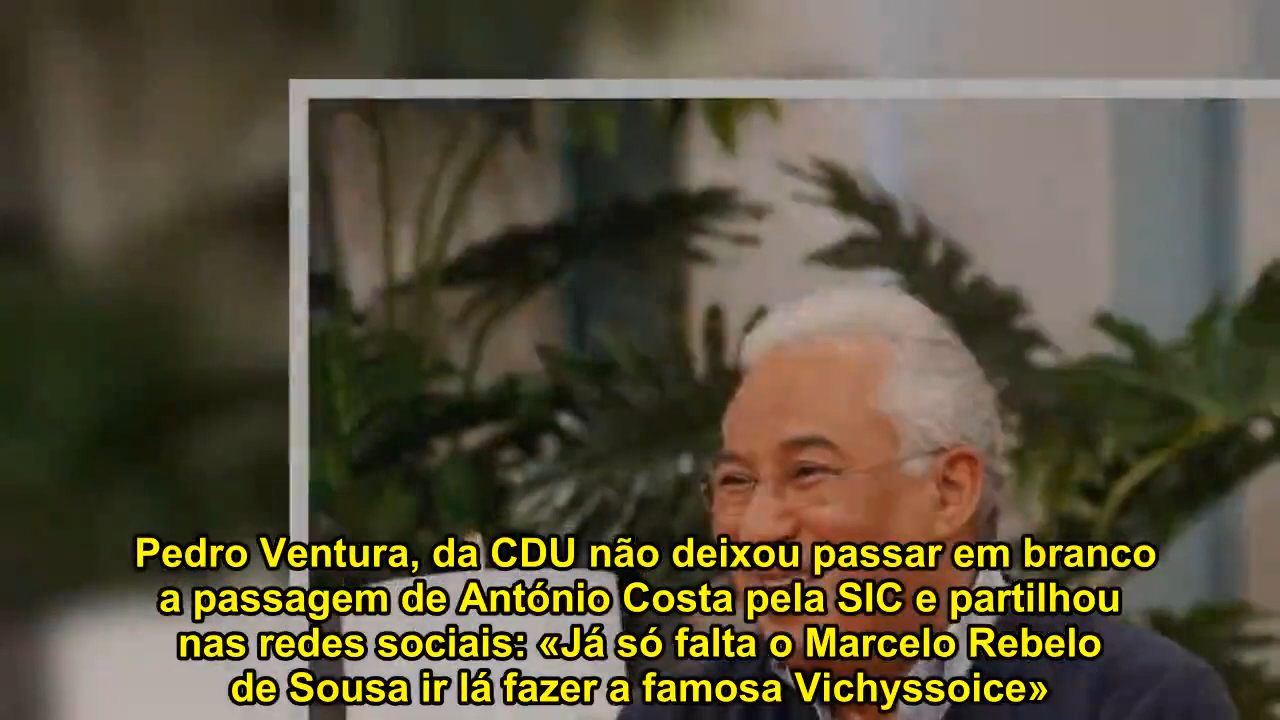 Pedro Ventura, da CDU não deixou passar em branco
a passagem de António Costa pela SIC e partilhou
nas redes sociais: «Já só falta o Marcelo Rebelo
de Sousa ir lá fazer a famosa Vichyssoice»